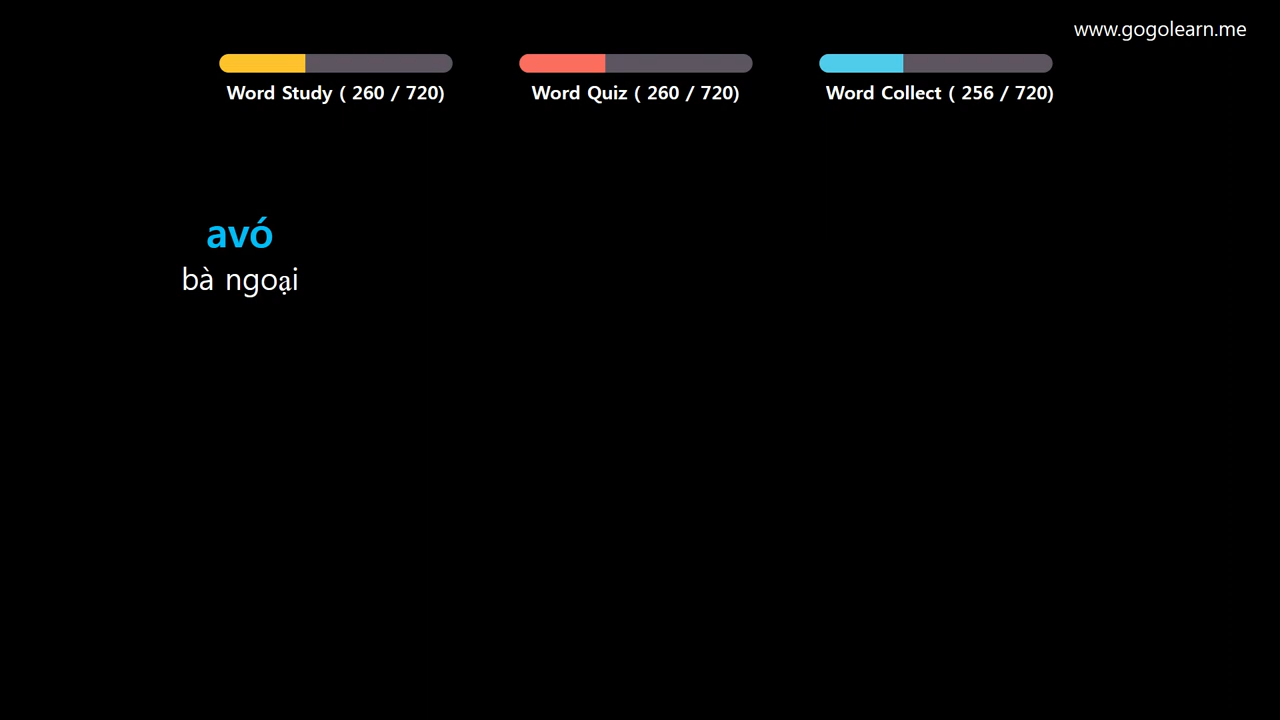 www.gogolearn.me
Word Study ( 260 / 720)
Word Quiz ( 260 / 720)
Word Collect ( 256 / 720)
avó
bà ngoại